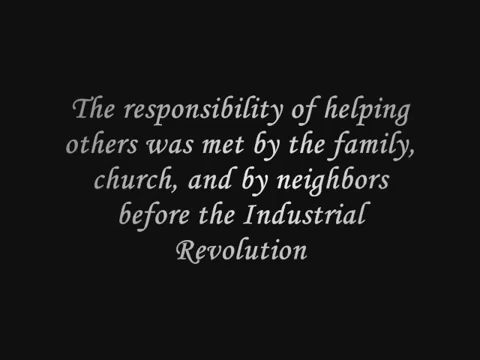 The responsibility of helping
others was met by the family,
church, and by neighbors
before the Industrial
Revolution